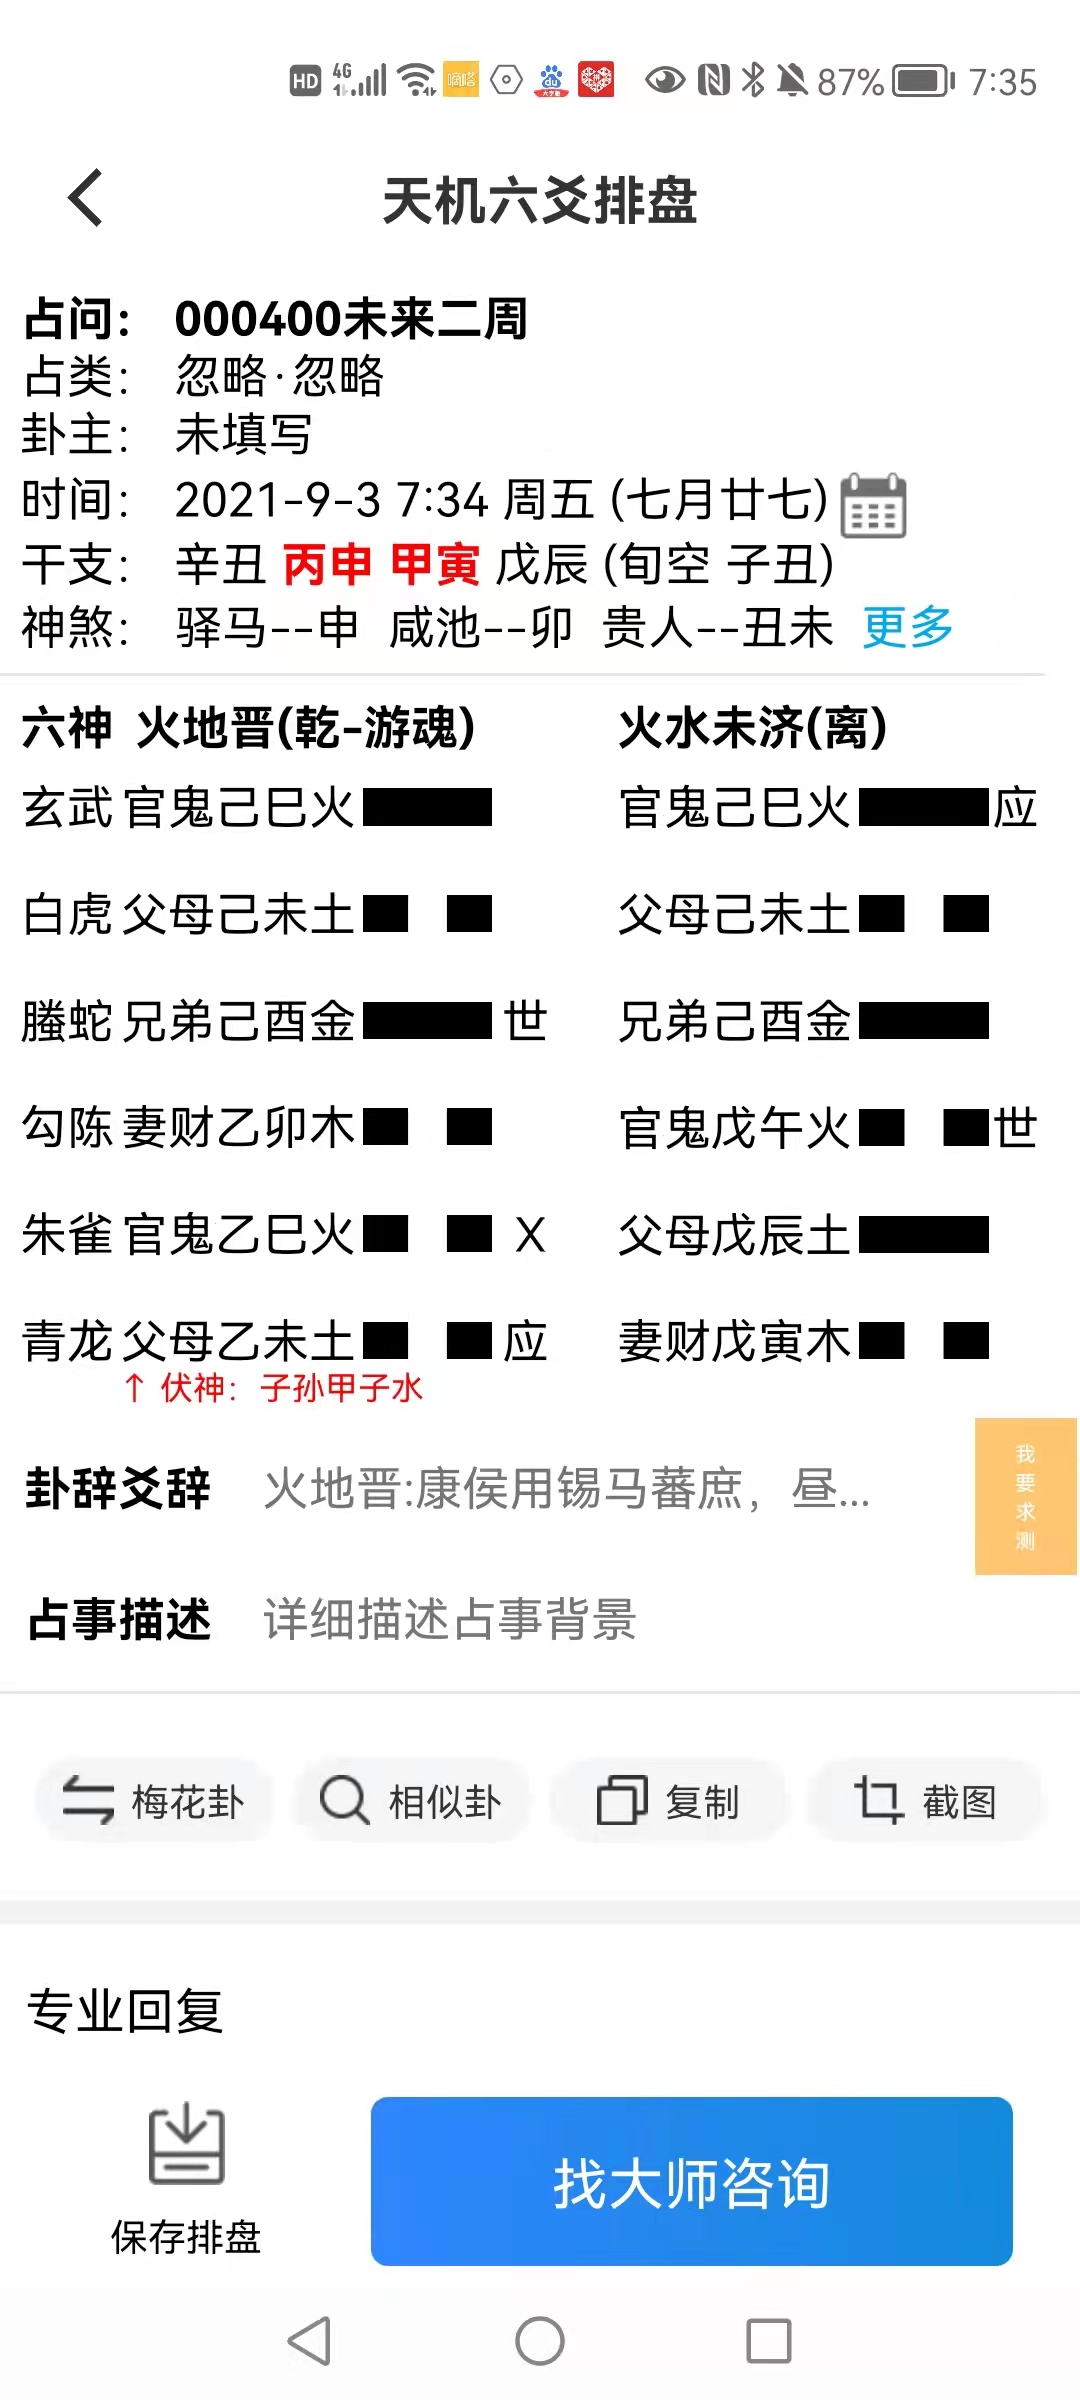 HD 4G 嘀嗒 du 87% 7:35
天机六爻排盘
占问： 000400未来二周
占类： 忽略·忽略
卦主： 未填写
时间： 2021-9-3 7:34 周五 (七月廿七)
干支： 辛丑 丙申 甲寅 戊辰 (旬空 子丑)
神煞： 驿马--申 咸池--卯 贵人--丑未 更多
六神 火地晋(乾-游魂) 火水未济(离)
玄武 官鬼己巳火 官鬼己巳火 应
白虎 父母己未土 父母己未土
螣蛇 兄弟己酉金 世 兄弟己酉金
勾陈 妻财乙卯木 官鬼戊午火 世
朱雀 官鬼乙巳火 X 父母戊辰土
青龙 父母乙未土 应 妻财戊寅木
↑ 伏神：子孙甲子水
卦辞爻辞 火地晋:康侯用锡马蕃庶，昼...
我要求测
占事描述 详细描述占事背景
梅花卦 相似卦 复制 截图
专业回复
保存排盘 找大师咨询